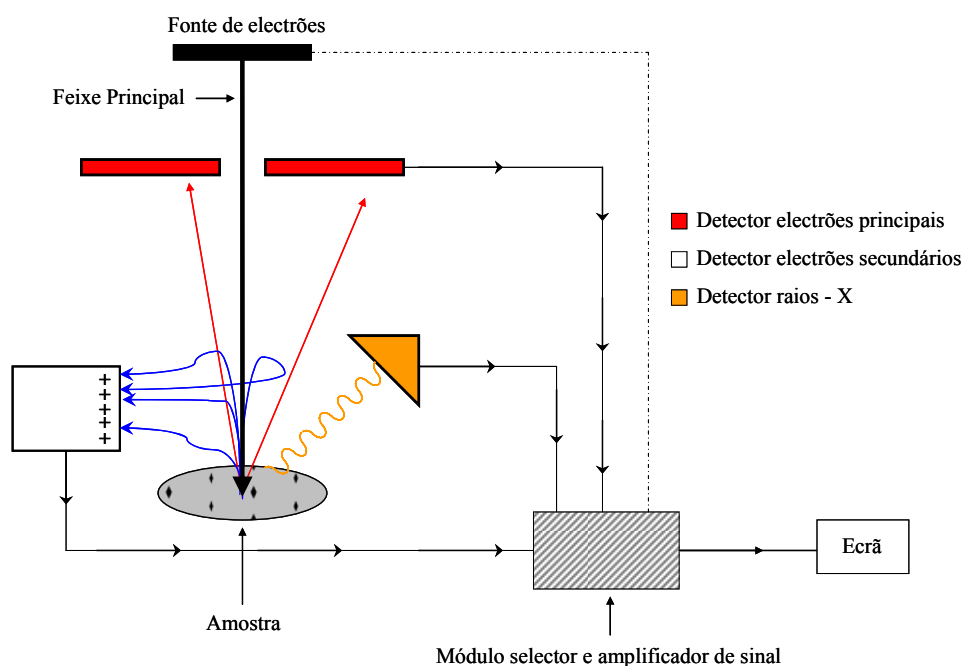 Fonte de electrões
Feixe Principal
Detector electrões principais
Detector electrões secundários
Detector raios - X
+
+
+
+
+
Ecrã
Amostra
Módulo selector e amplificador de sinal